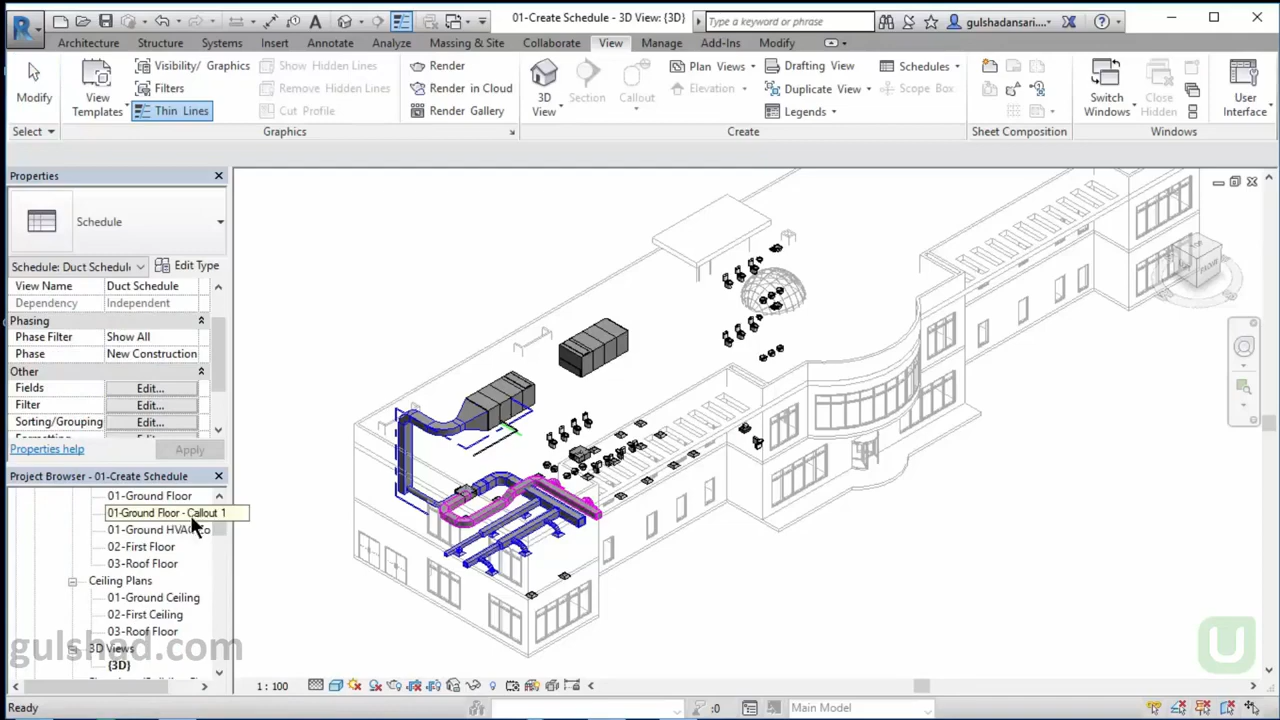 01-Create Schedule - 3D View: {3D}
Type a keyword or phrase
gulshadansari....
Architecture
Structure
Systems
Insert
Annotate
Analyze
Massing & Site
Collaborate
View
Manage
Add-Ins
Modify
Modify
View Templates
Visibility/ Graphics
Filters
Thin Lines
Show Hidden Lines
Remove Hidden Lines
Cut Profile
Render
Render in Cloud
Render Gallery
3D View
Section
Callout
Plan Views
Elevation
Drafting View
Duplicate View
Legends
Schedules
Scope Box
Switch Windows
Close Hidden
User Interface
Select
Graphics
Create
Sheet Composition
Windows
Properties
Schedule
Schedule: Duct Schedule
Edit Type
View Name Duct Schedule
Dependency Independent
Phasing
Phase Filter Show All
Phase New Construction
Other
Fields Edit...
Filter Edit...
Sorting/Grouping Edit...
Edit...
Properties help
Apply
Project Browser - 01-Create Schedule
01-Ground Floor
01-Ground Floor - Callout 1
01-Ground HVAC Co
02-First Floor
03-Roof Floor
Ceiling Plans
01-Ground Ceiling
02-First Ceiling
03-Roof Floor
3D Views
{3D}
gulshad.com
1 : 100
Ready
:0
Main Model
U